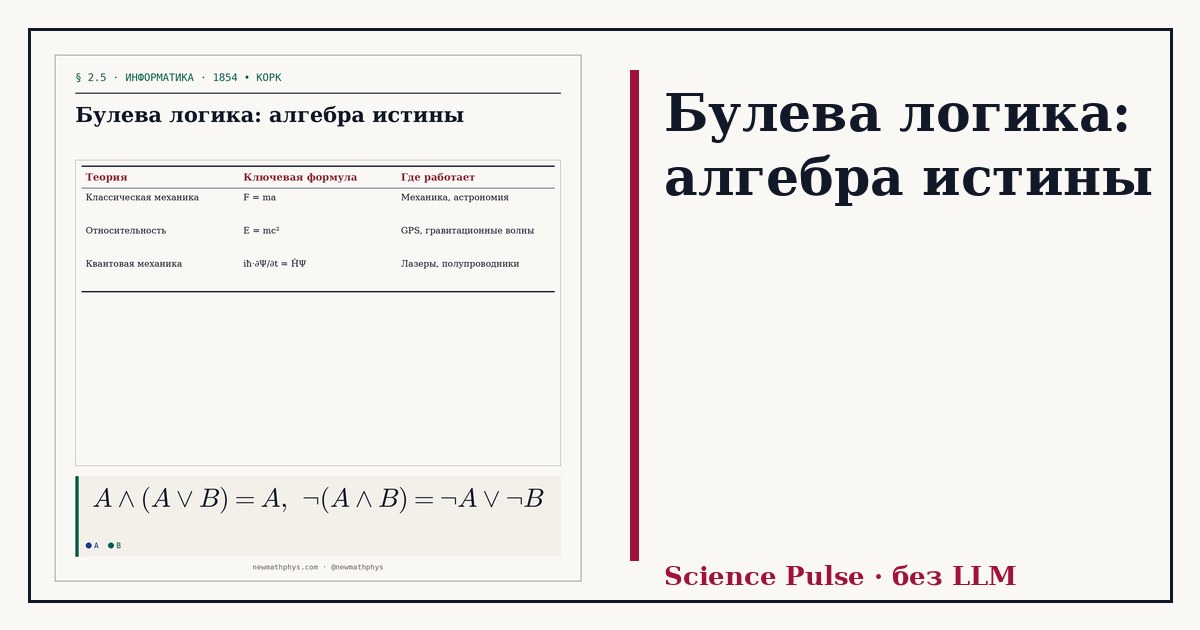 § 2.5 · ИНФОРМАТИКА · 1854 • КОРК
Булева логика: алгебра истины
Теория Ключевая формула Где работает
Классическая механика F = ma Механика, астрономия
Относительность E = mc² GPS, гравитационные волны
Квантовая механика iħ·∂Ψ/∂t = ĤΨ Лазеры, полупроводники
A ∧ (A ∨ B) = A, ¬(A ∧ B) = ¬A ∨ ¬B
A B
newmathphys.com · @newmathphys
Булева логика:
алгебра истины
Science Pulse · без LLM